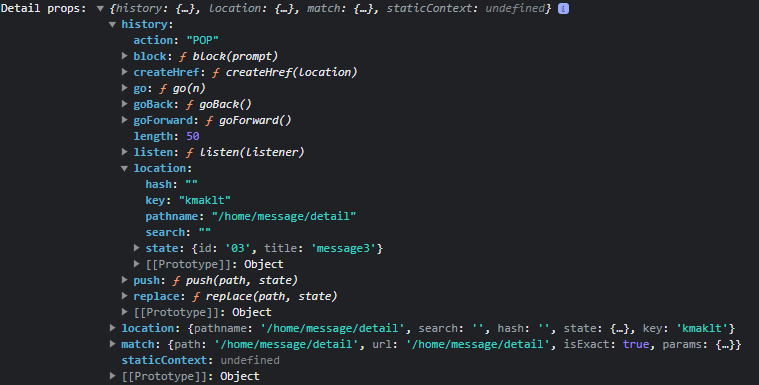 Detail props: ▼ {history: {…}, location: {…}, match: {…}, staticContext: undefined} i
▼ history:
action: "POP"
▶ block: ƒ block(prompt)
▶ createHref: ƒ createHref(location)
▶ go: ƒ go(n)
▶ goBack: ƒ goBack()
▶ goForward: ƒ goForward()
length: 50
▶ listen: ƒ listen(listener)
▼ location:
hash: ""
key: "kmaklt"
pathname: "/home/message/detail"
search: ""
▶ state: {id: '03', title: 'message3'}
▶ [[Prototype]]: Object
▶ push: ƒ push(path, state)
▶ replace: ƒ replace(path, state)
▶ [[Prototype]]: Object
▶ location: {pathname: '/home/message/detail', search: '', hash: '', state: {…}, key: 'kmaklt'}
▶ match: {path: '/home/message/detail', url: '/home/message/detail', isExact: true, params: {…}}
staticContext: undefined
▶ [[Prototype]]: Object